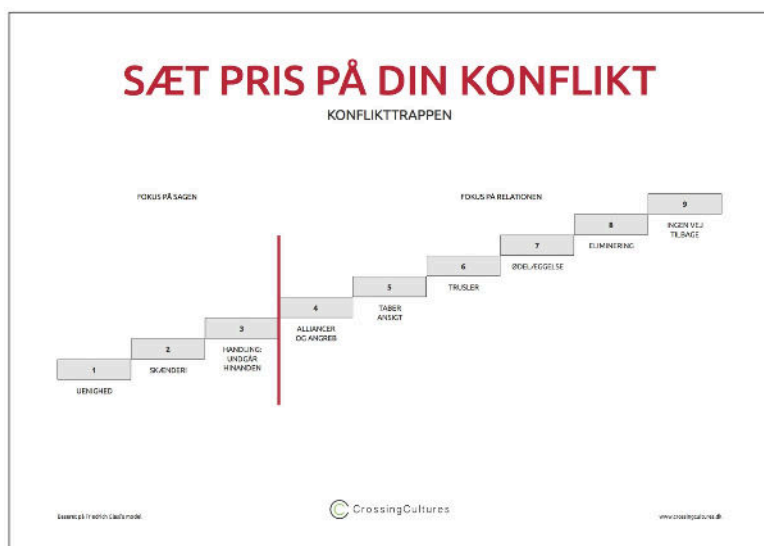 SÆT PRIS PÅ DIN KONFLIKT
KONFLIKTTRAPPEN
FOKUS PÅ SAGEN
FOKUS PÅ RELATIONEN
1
UENIGHED
2
SKÆNDERI
3
HANDLING:
UNDGÅR
HINANDEN
4
ALLIANCER
OG ANGREB
5
TABER
ANSIGT
6
TRUSLER
7
ØDELÆGGELSE
8
ELIMINERING
9
INGEN VEJ
TILBAGE
Baseret på Friedrich Glasl's model.
CrossingCultures
www.crossingcultures.dk